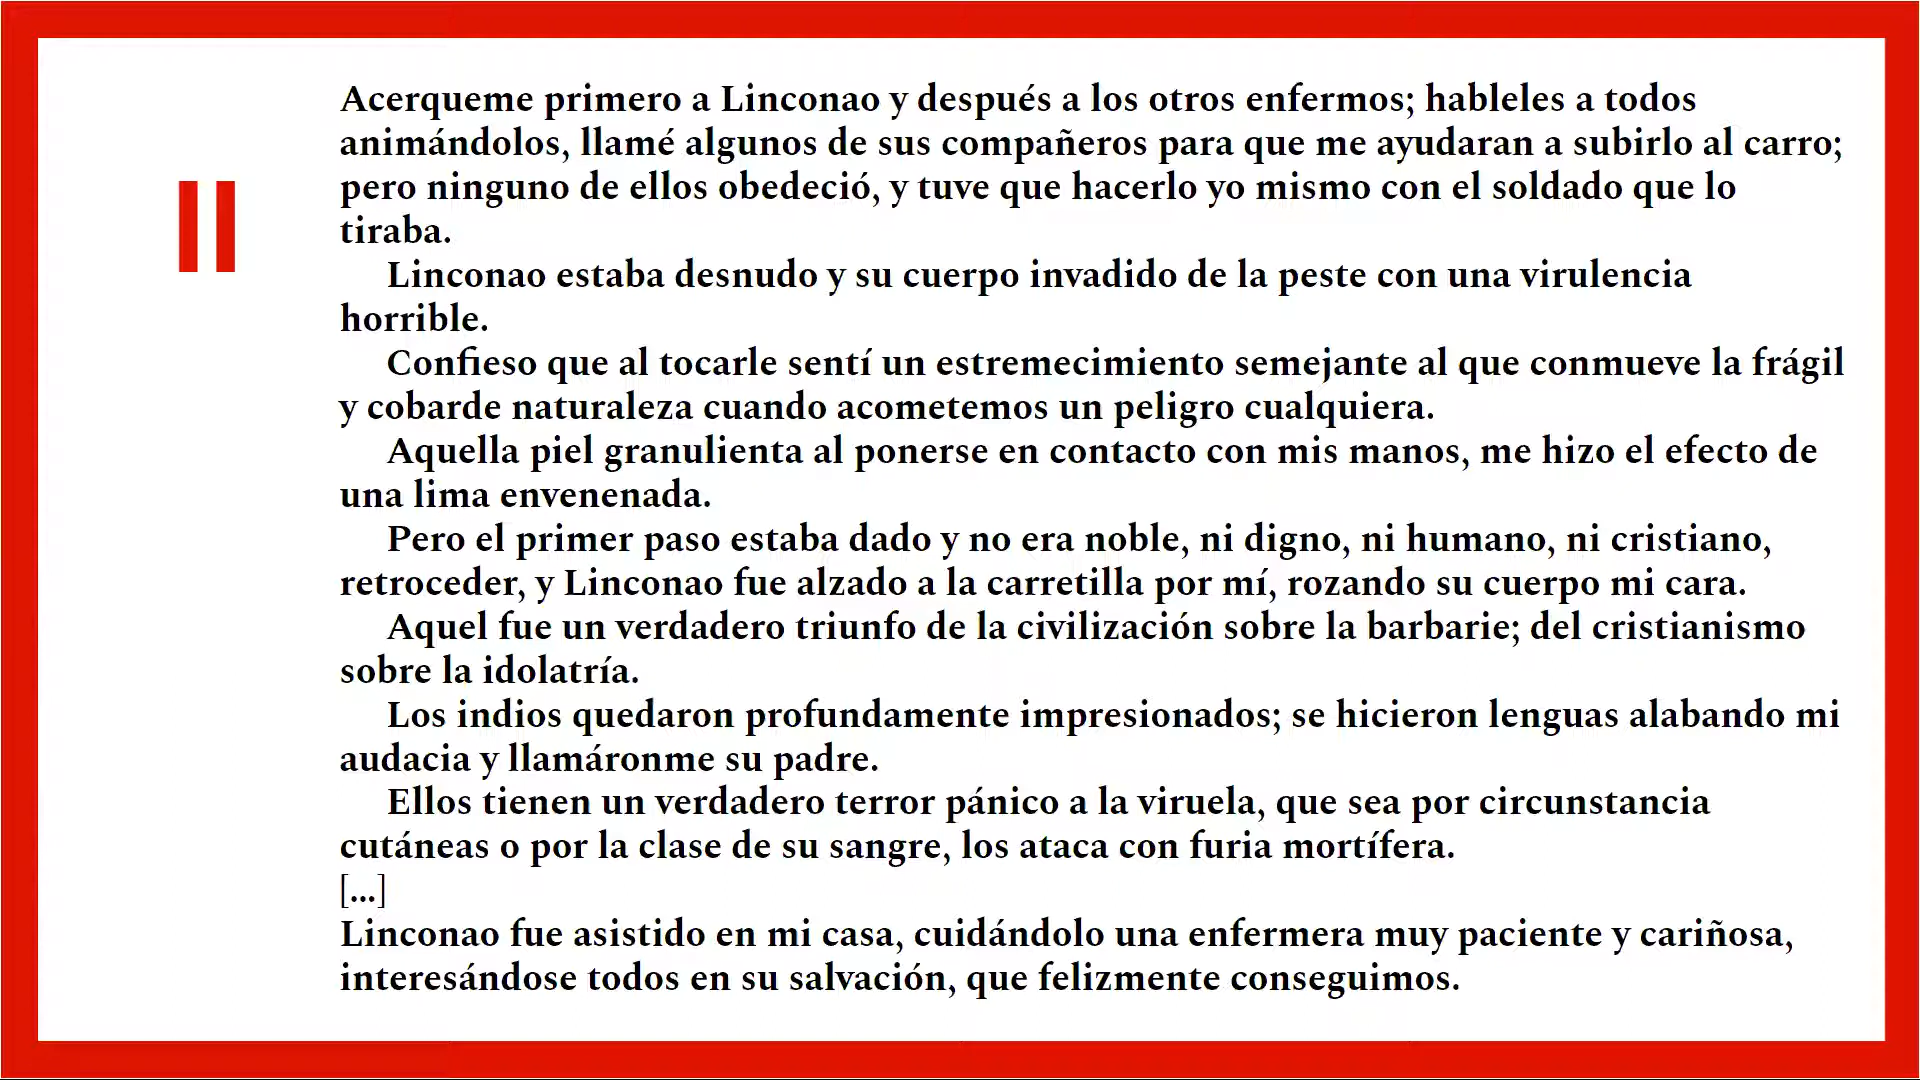 II
Acerqueme primero a Linconao y después a los otros enfermos; hableles a todos
animándolos, llamé algunos de sus compañeros para que me ayudaran a subirlo al carro;
pero ninguno de ellos obedeció, y tuve que hacerlo yo mismo con el soldado que lo
tiraba.
Linconao estaba desnudo y su cuerpo invadido de la peste con una virulencia
horrible.
Confieso que al tocarle sentí un estremecimiento semejante al que conmueve la frágil
y cobarde naturaleza cuando acometemos un peligro cualquiera.
Aquella piel granulienta al ponerse en contacto con mis manos, me hizo el efecto de
una lima envenenada.
Pero el primer paso estaba dado y no era noble, ni digno, ni humano, ni cristiano,
retroceder, y Linconao fue alzado a la carretilla por mí, rozando su cuerpo mi cara.
Aquel fue un verdadero triunfo de la civilización sobre la barbarie; del cristianismo
sobre la idolatría.
Los indios quedaron profundamente impresionados; se hicieron lenguas alabando mi
audacia y llamáronme su padre.
Ellos tienen un verdadero terror pánico a la viruela, que sea por circunstancia
cutáneas o por la clase de su sangre, los ataca con furia mortífera.
[...]
Linconao fue asistido en mi casa, cuidándolo una enfermera muy paciente y cariñosa,
interesándose todos en su salvación, que felizmente conseguimos.